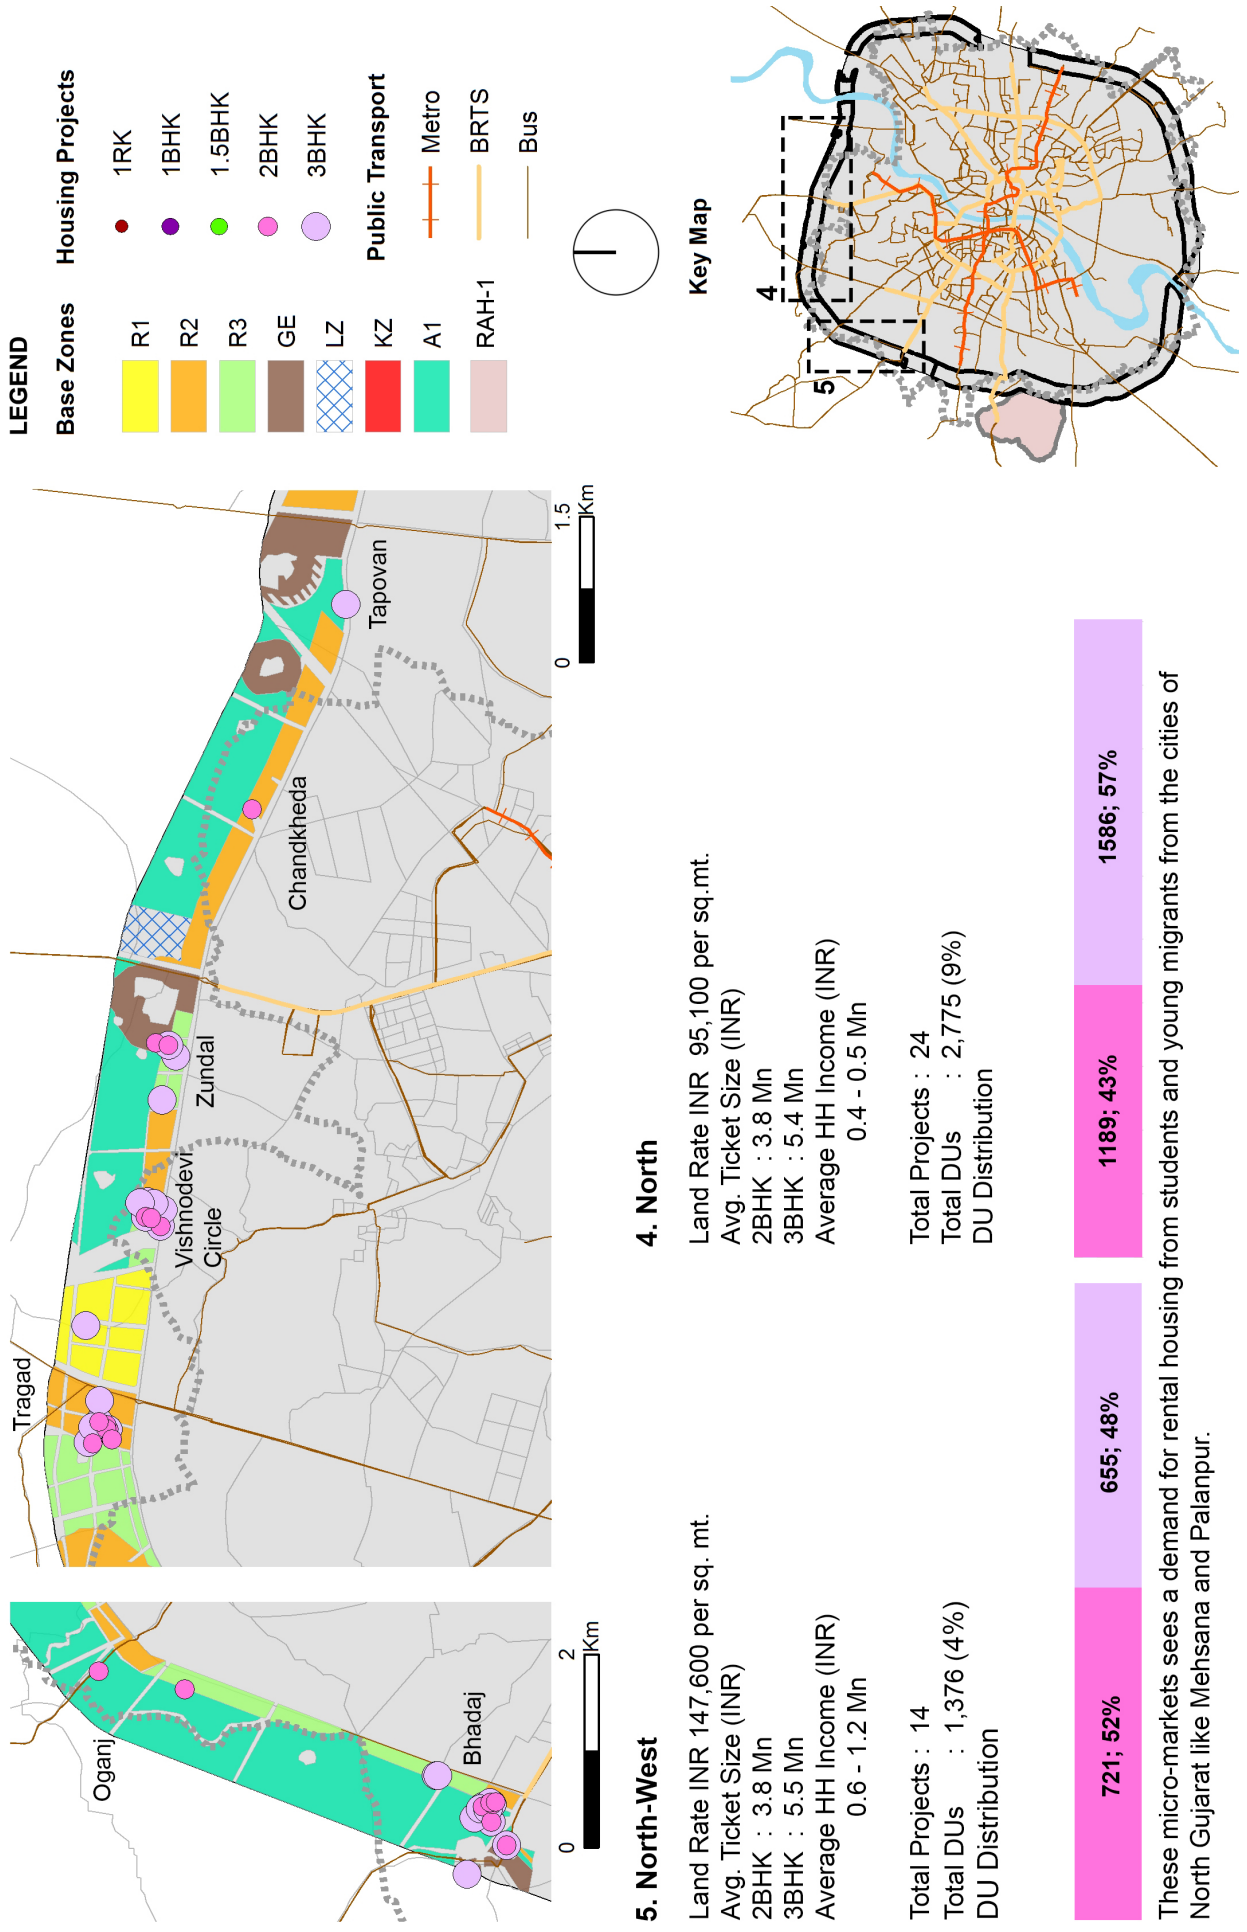 LEGEND
Base Zones
R1
R2
R3
GE
LZ
KZ
A1
RAH-1
Housing Projects
1RK
1BHK
1.5BHK
2BHK
3BHK
Public Transport
Metro
BRTS
Bus
Key Map
4
5
Oganj
Bhadaj
0
2
Km
Tragad
Vishnodevi
Circle
Zundal
Chandkheda
Tapovan
0
1.5
Km
5. North-West
Land Rate INR 147,600 per sq. mt.
Avg. Ticket Size (INR)
2BHK : 3.8 Mn
3BHK : 5.5 Mn
Average HH Income (INR)
0.6 - 1.2 Mn
Total Projects : 14
Total DUs : 1,376 (4%)
DU Distribution
721; 52%
655; 48%
4. North
Land Rate INR 95,100 per sq.mt.
Avg. Ticket Size (INR)
2BHK : 3.8 Mn
3BHK : 5.4 Mn
Average HH Income (INR)
0.4 - 0.5 Mn
Total Projects : 24
Total DUs : 2,775 (9%)
DU Distribution
1189; 43%
1586; 57%
These micro-markets sees a demand for rental housing from students and young migrants from the cities of
North Gujarat like Mehsana and Palanpur.